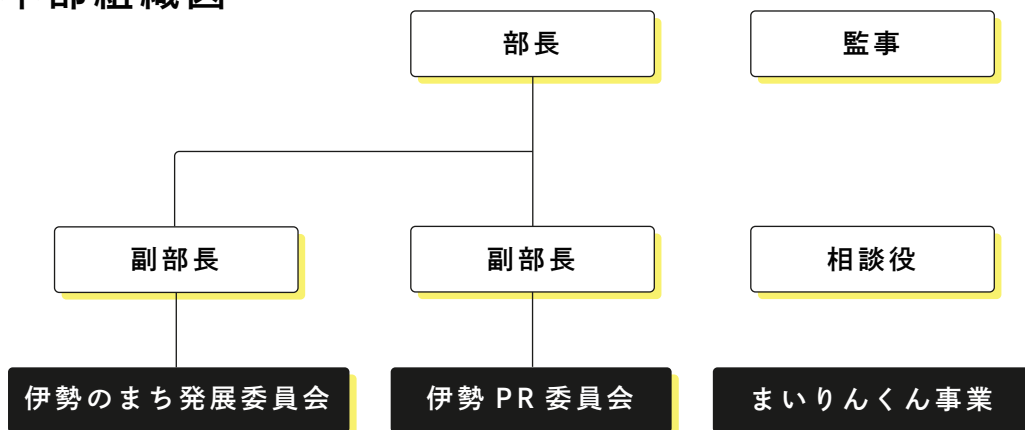 部組織図
部長
監事
副部長
副部長
相談役
伊勢のまち発展委員会
伊勢 PR 委員会
まいりんくん事業